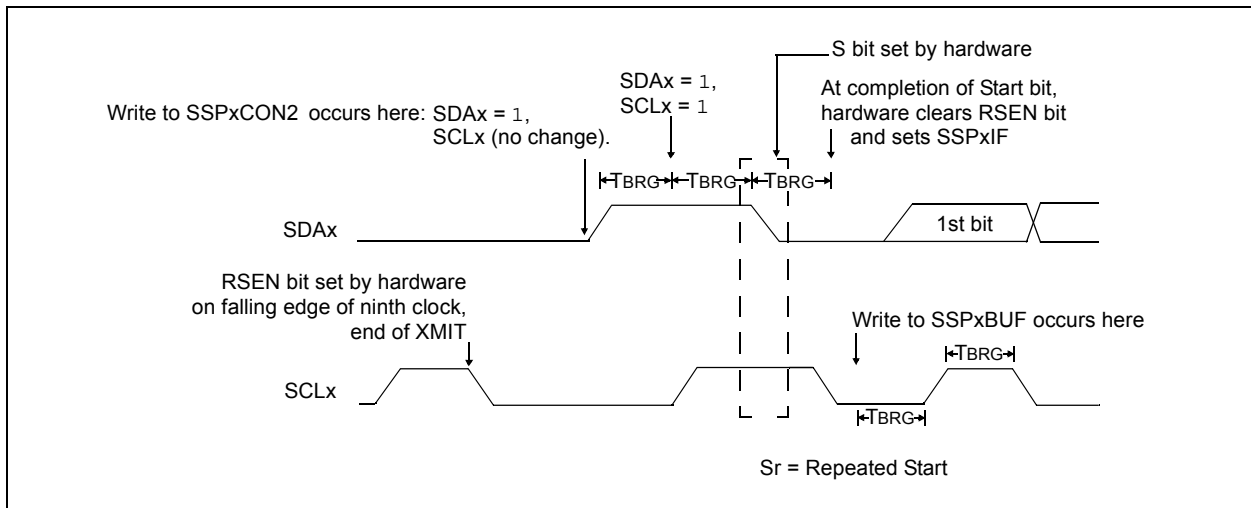 S bit set by hardware
SDAx = 1,
SCLx = 1
At completion of Start bit,
hardware clears RSEN bit
and sets SSPxIF
Write to SSPxCON2 occurs here: SDAx = 1,
SCLx (no change).
TBRG TBRG TBRG
SDAx
1st bit
RSEN bit set by hardware
on falling edge of ninth clock,
end of XMIT
Write to SSPxBUF occurs here
TBRG
SCLx
TBRG
Sr = Repeated Start